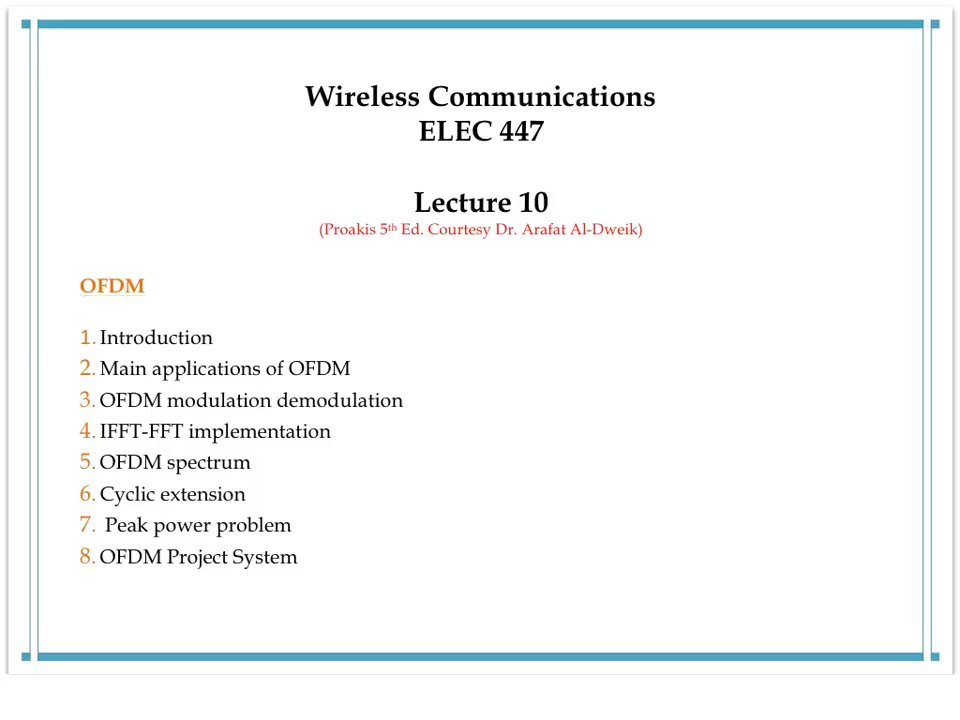 Wireless Communications
ELEC 447
Lecture 10
(Proakis 5th Ed. Courtesy Dr. Arafat Al-Dweik)
OFDM
1. Introduction
2. Main applications of OFDM
3. OFDM modulation demodulation
4. IFFT-FFT implementation
5. OFDM spectrum
6. Cyclic extension
7. Peak power problem
8. OFDM Project System